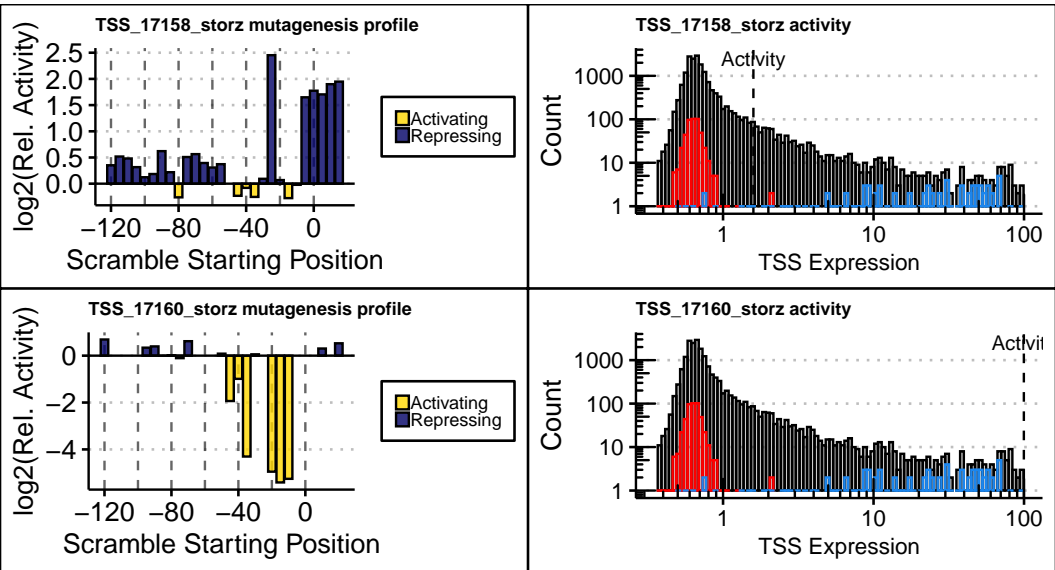 TSS_17158_storz mutagenesis profile
log2(Rel. Activity)
2.5
2.0
1.5
1.0
0.5
0.0
−120
−80
−40
0
Scramble Starting Position
Activating
Repressing
TSS_17158_storz activity
Activity
Count
1000
100
10
1
1
10
100
TSS Expression
TSS_17160_storz mutagenesis profile
log2(Rel. Activity)
0
−2
−4
−120
−80
−40
0
Scramble Starting Position
Activating
Repressing
TSS_17160_storz activity
Activit
Count
1000
100
10
1
1
10
100
TSS Expression